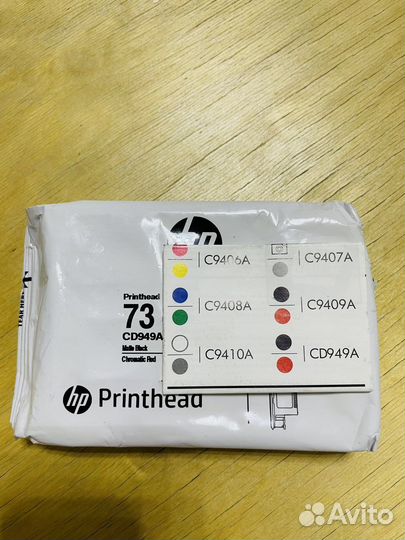 hp
C9406A
C9407A
C9408A
C9409A
C9410A
CD949A
Printhead
73
CD949A
Matte Black
Chromatic Red
hp Printhead
TEAR HERE
Avito